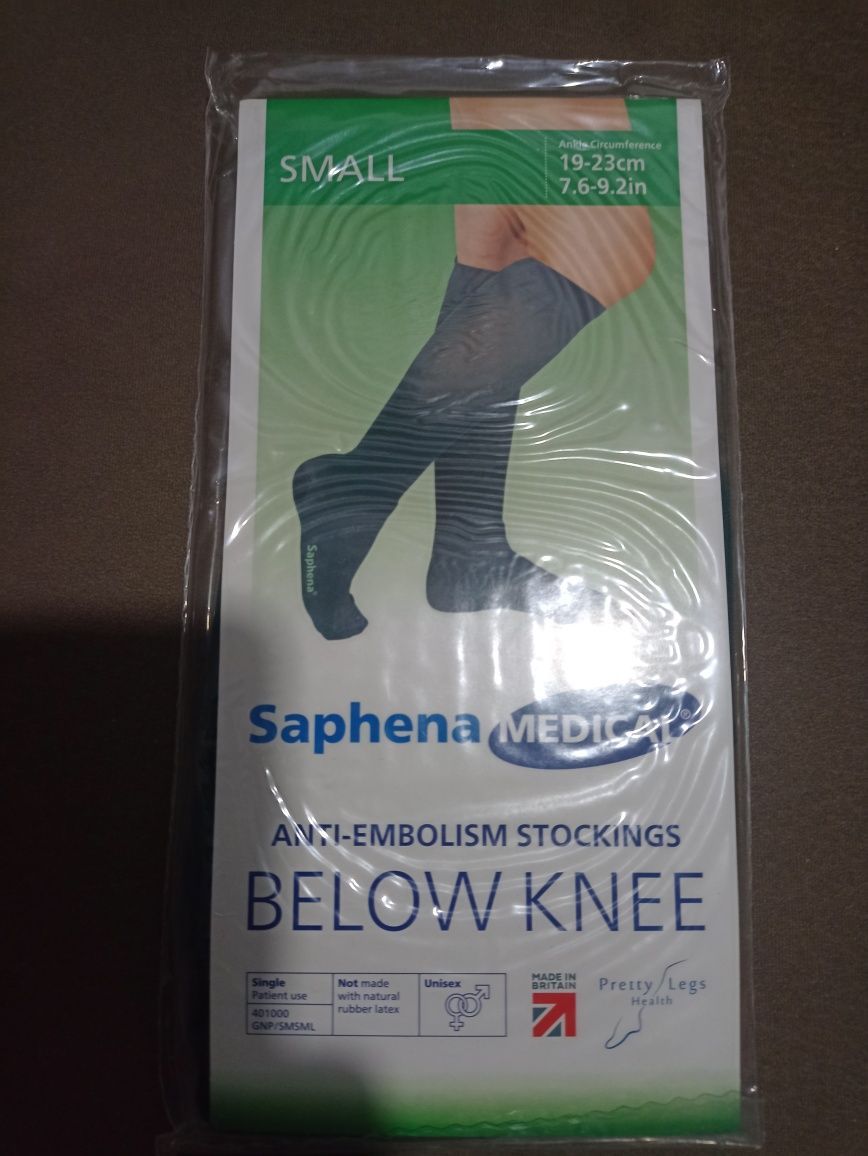 SMALL
Ankle Circumference
19-23cm
7.6-9.2in
Saphena®
Saphena MEDICAL®
ANTI-EMBOLISM STOCKINGS
BELOW KNEE
Single
Patient use
401000
GNP/SMSML
Not made
with natural
rubber latex
Unisex
MADE IN
BRITAIN
Pretty Legs
Health